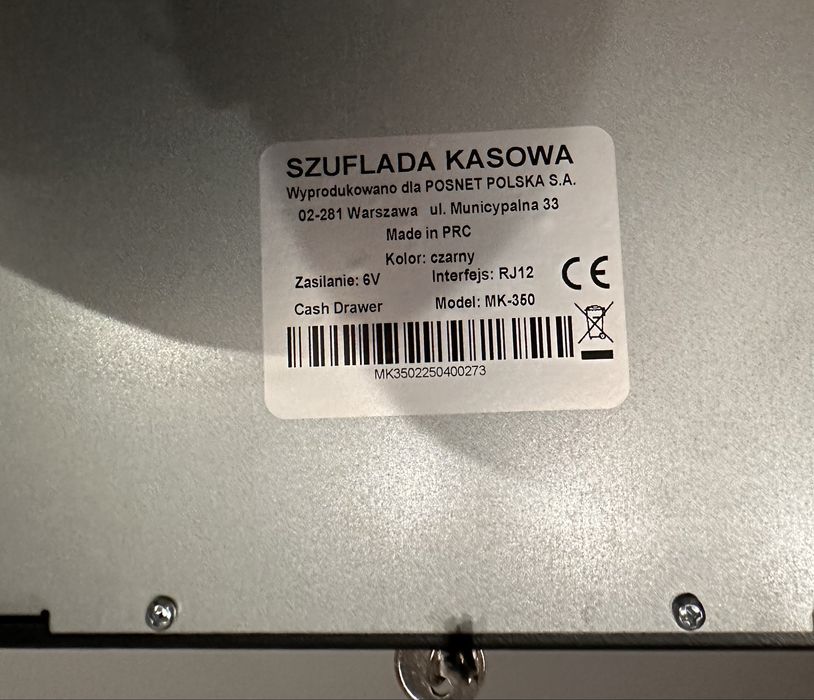 SZUFLADA KASOWA
Wyprodukowano dla POSNET POLSKA S.A.
02-281 Warszawa ul. Municypalna 33
Made in PRC
Kolor: czarny
Zasilanie: 6V Interfejs: RJ12 CE
Cash Drawer Model: MK-350
MK3502250400273